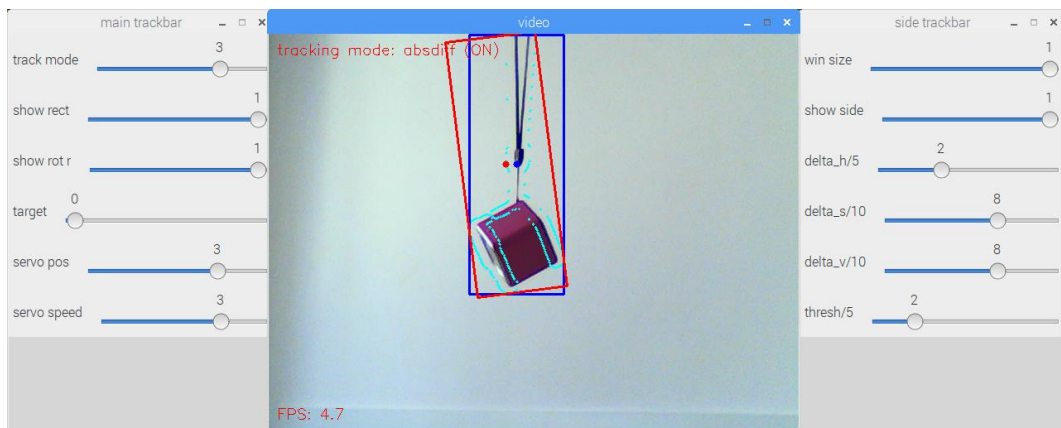 main trackbar
track mode 3
show rect 1
show rot r 1
target 0
servo pos 3
servo speed 3
video
tracking mode: absdiff (ON)
FPS: 4.7
side trackbar
win size 1
show side 1
delta_h/5 2
delta_s/10 8
delta_v/10 8
thresh/5 2